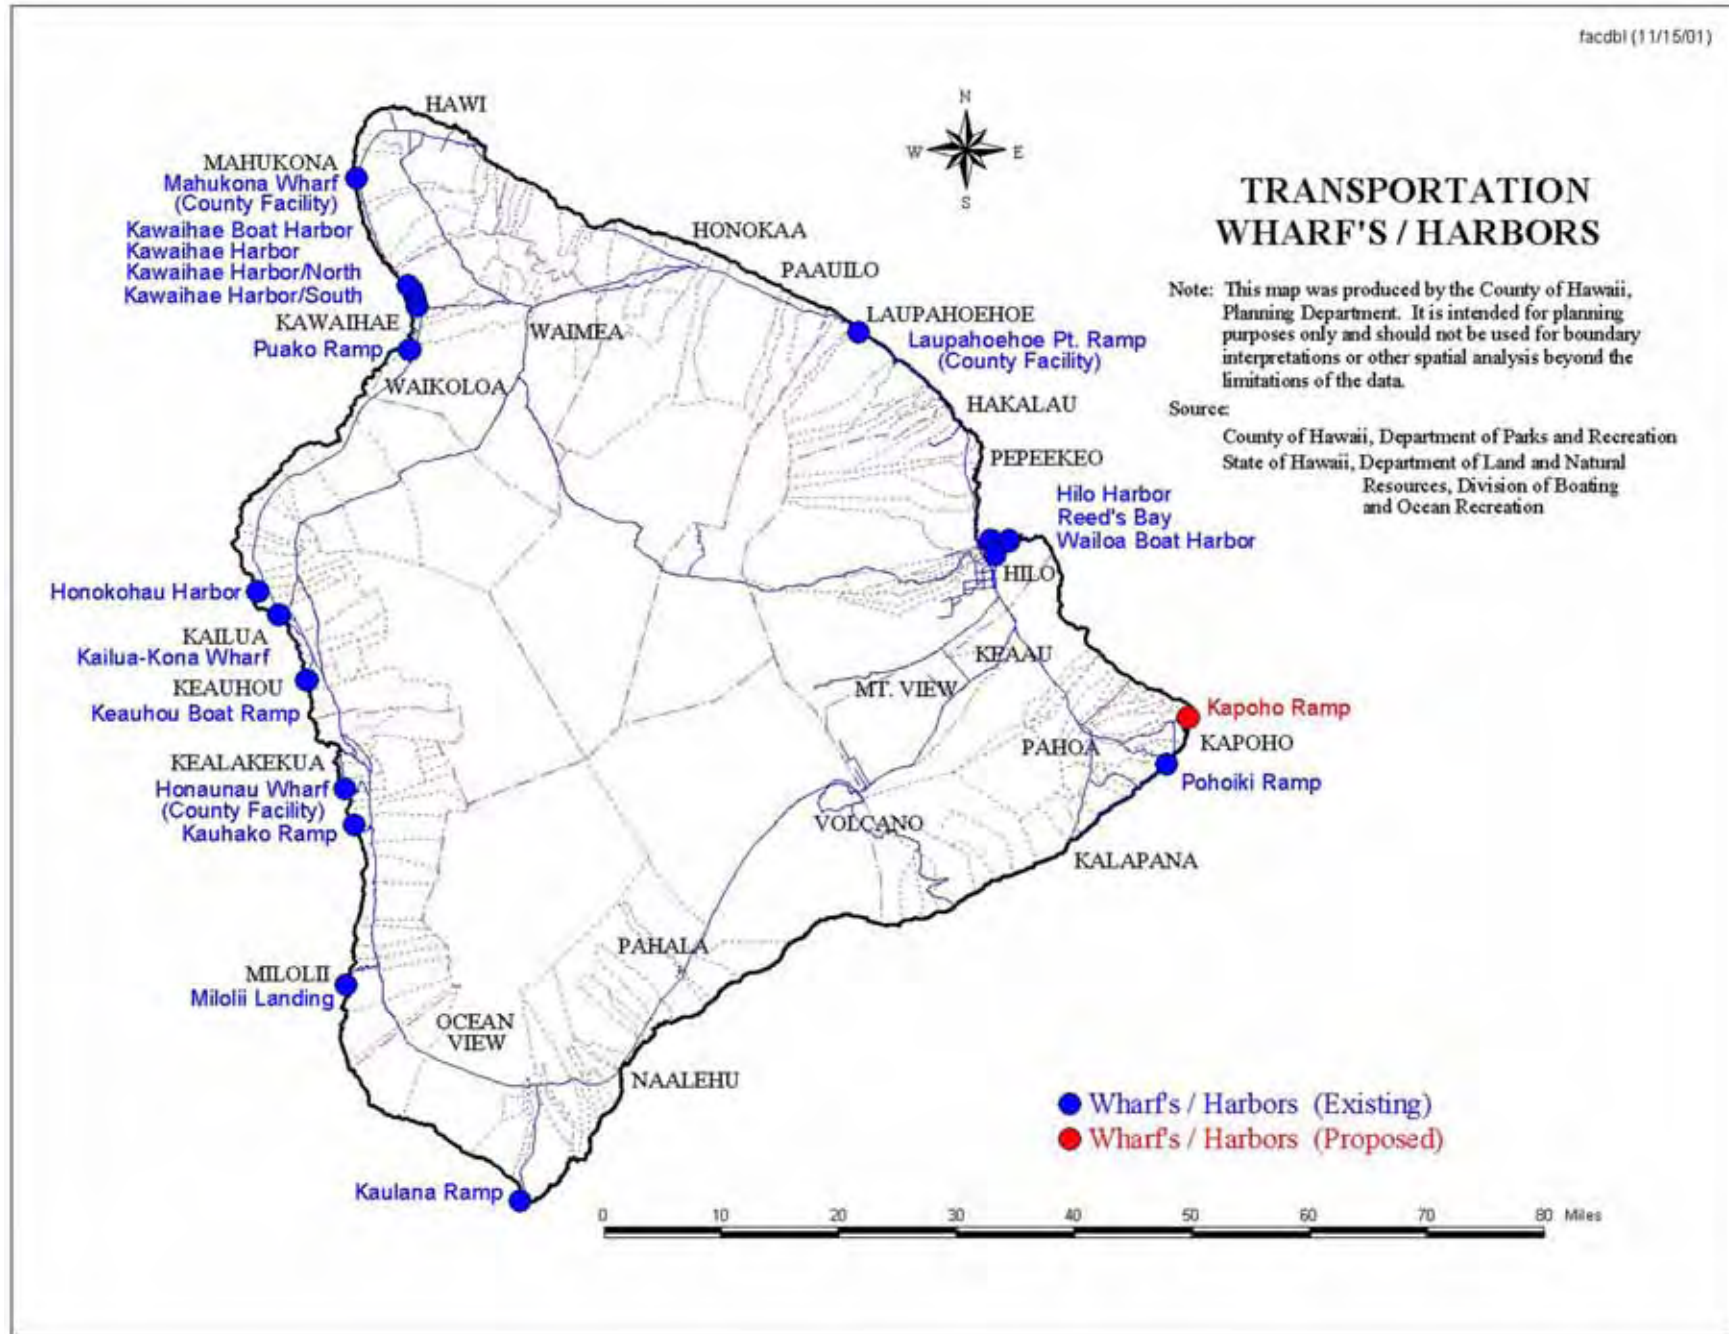 facdbl (11/15/01)
N
W E
S
TRANSPORTATION
WHARF'S / HARBORS
Note: This map was produced by the County of Hawaii,
Planning Department. It is intended for planning
purposes only and should not be used for boundary
interpretations or other spatial analysis beyond the
limitations of the data.
Source:
County of Hawaii, Department of Parks and Recreation
State of Hawaii, Department of Land and Natural
Resources, Division of Boating
and Ocean Recreation
HAWI
MAHUKONA
Mahukona Wharf
(County Facility)
Kawaihae Boat Harbor
Kawaihae Harbor
Kawaihae Harbor/North
Kawaihae Harbor/South
KAWAIHAE
Puako Ramp
WAIKOLOA
WAIMEA
HONOKAA
PAAUILO
LAUPAHOEHOE
Laupahoehoe Pt. Ramp
(County Facility)
HAKALAU
PEPEEKEO
Hilo Harbor
Reed's Bay
Wailoa Boat Harbor
HILO
Honokohau Harbor
KAILUA
Kailua-Kona Wharf
KEAUHOU
Keauhou Boat Ramp
KEALAKEKUA
Honaunau Wharf
(County Facility)
Kauhako Ramp
KEAAU
MT. VIEW
PAHOA
Kapoho Ramp
KAPOHO
Pohoiki Ramp
VOLCANO
KALAPANA
PAHALA
MILOLII
Milolii Landing
OCEAN
VIEW
NAALEHU
Kaulana Ramp
Wharf's / Harbors (Existing)
Wharf's / Harbors (Proposed)
0 10 20 30 40 50 60 70 80 Miles